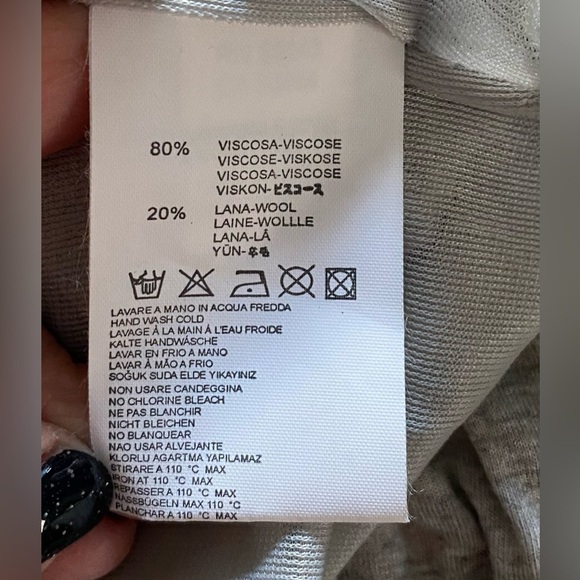 80% VISCOSA-VISCOSE
VISCOSE-VISKOSE
VISCOSA-VISCOSE
VISKON-ビスコース
20% LANA-WOOL
LAINE-WOLLLE
LANA-LÂ
YÜN-
LAVARE A MANO IN ACQUA FREDDA
HAND WASH COLD
LAVAGE Á LA MAIN Á L'EAU FROIDE
KALTE HANDWÄSCHE
LAVAR EN FRIO A MANO
LAVAR À MÃO A FRIO
SOĞUK SUDA ELDE YIKAYINIZ
NON USARE CANDEGGINA
NO CHLORINE BLEACH
NE PAS BLANCHIR
NICHT BLEICHEN
NO BLANQUEAR
NAO USAR ALVEJANTE
KLORLU AGARTMA YAPILAMAZ
STIRARE A 110 °C MAX
IRON AT 110 °C MAX
REPASSER A 110 °C MAX
HASSBÜGELN MAX 110 °C
PLANCHAR A 110 °C MAX